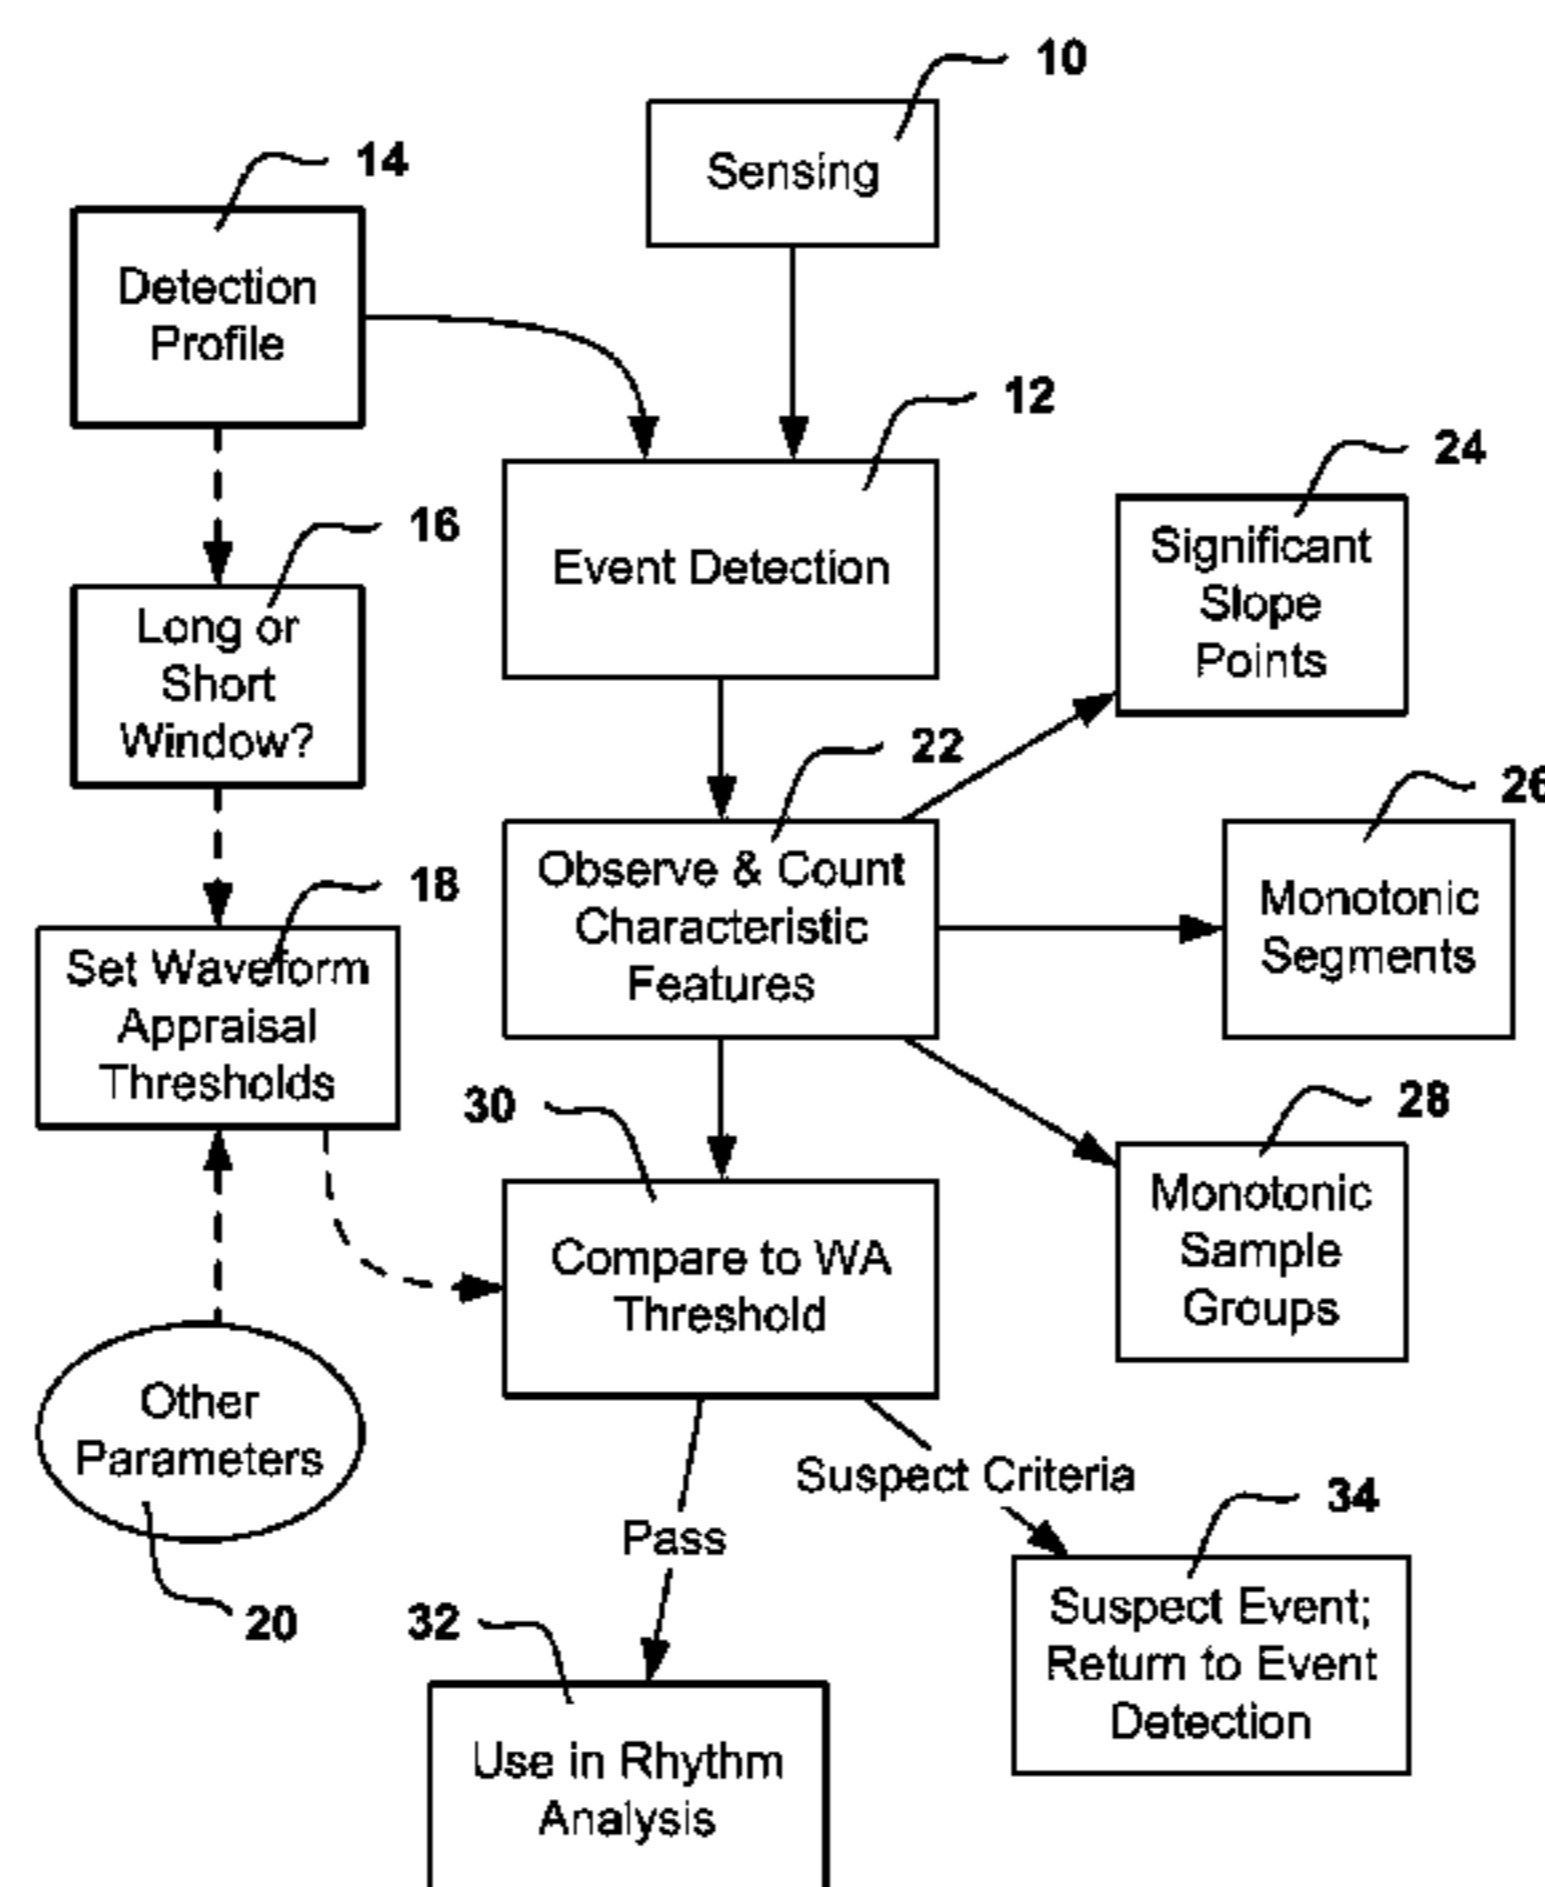 10
Sensing
14
Detection
Profile
12
Event Detection
24
Significant
Slope
Points
16
Long or
Short
Window?
22
Observe & Count
Characteristic
Features
26
Monotonic
Segments
18
Set Waveform
Appraisal
Thresholds
30
Compare to WA
Threshold
28
Monotonic
Sample
Groups
Other
Parameters
20
Pass
Suspect Criteria
34
Suspect Event;
Return to Event
Detection
32
Use in Rhythm
Analysis